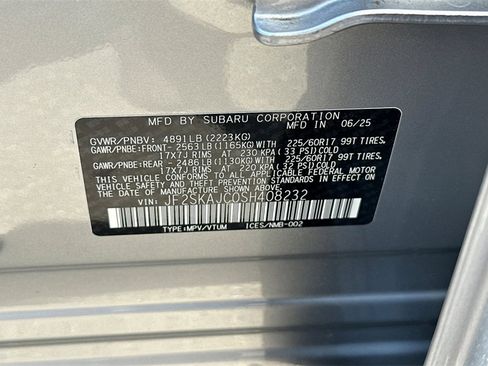 MFD BY SUBARU CORPORATION MFD IN 06/25
GVWR/PNBV: 4891LB (2223KG)
GAWR/PNBE:FRONT- 2563LB(1165KG)WITH 225/60R17 99T TIRES.
17X7J RIMS AT 230 KPA (33 PSI)COLD
GAWR/PNBE:REAR -2486LB(1130KG)WITH 225/60R17 99T TIRES.
17X7J RIMS AT 220 KPA (32 PSI)COLD
THIS VEHICLE CONFORMS TO ALL APPLICABLE FEDERAL MOTOR
VEHICLE SAFETY
THEFT PREVENTION STANDARDS IN EFFECT ON THE DATE OF
MANUFACTURE SHOWN ABOVE.
VIN: JF2SKAJC0SH408232
TYPE:MPV/VTUM ICES/NMB-002